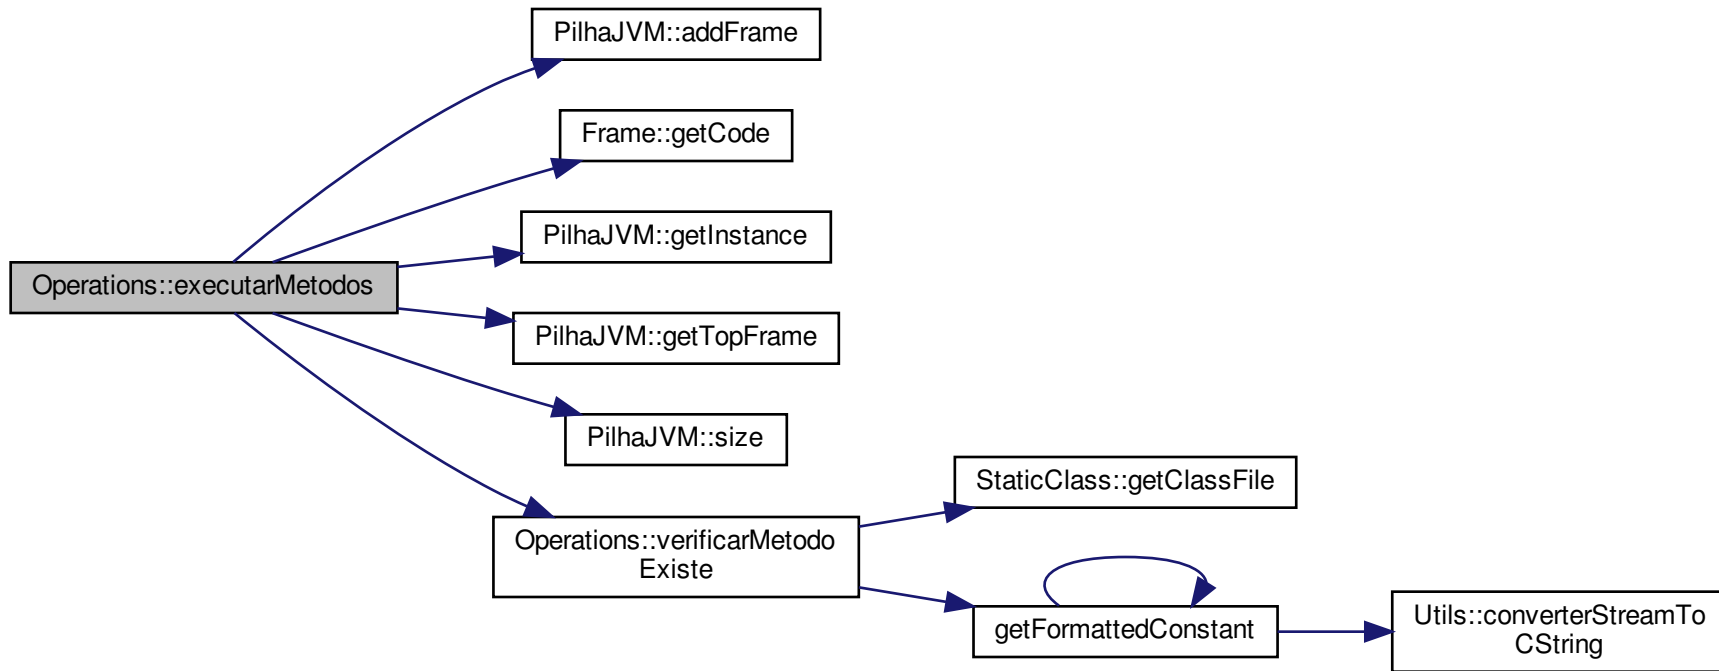 PilhaJVM::addFrame
Frame::getCode
PilhaJVM::getInstance
Operations::executarMetodos
PilhaJVM::getTopFrame
PilhaJVM::size
StaticClass::getClassFile
Operations::verificarMetodo
Existe
getFormattedConstant
Utils::converterStreamTo
CString